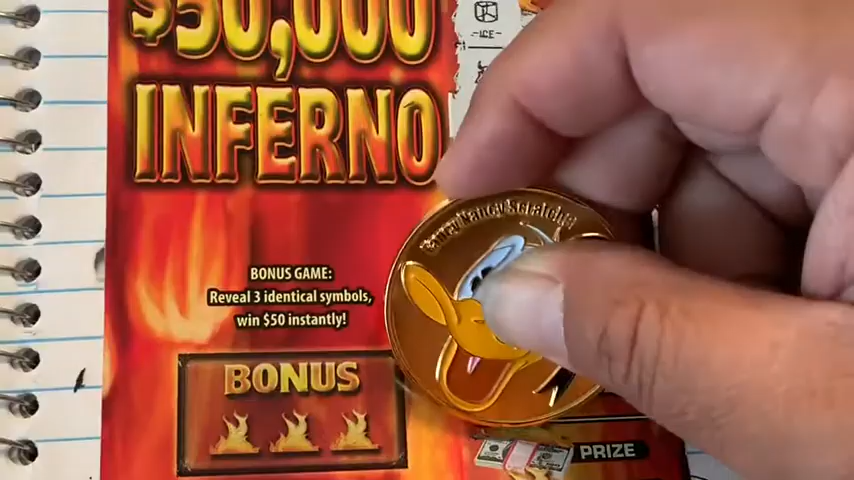 $50,000
INFERNO
ICE
BONUS GAME:
Reveal 3 identical symbols
win $50 instantly!
BONUS
PRIZE